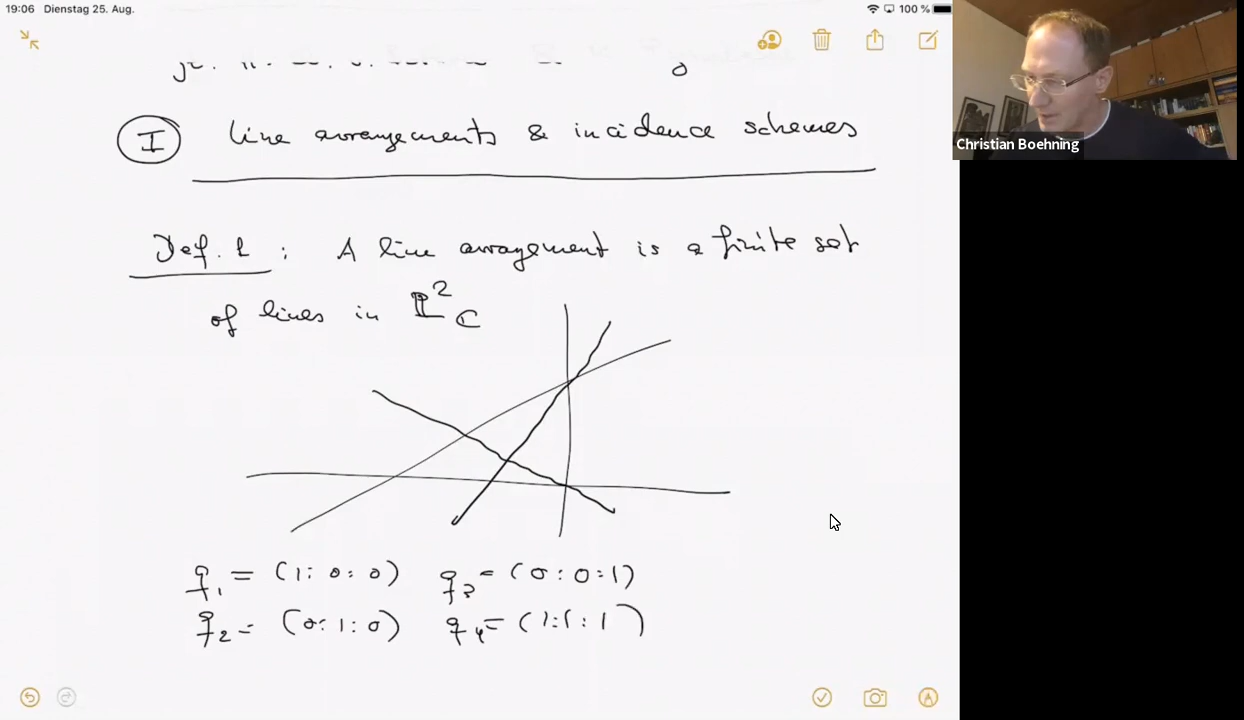 19:06 Dienstag 25. Aug.
100 %
I line arrangements & incidence schemes
Def. 1 : A line arrangement is a finite set
of lines in ℙ² ℂ
q₁ = (1: 0: 0) q₃ = (0: 0: 1)
q₂ = (0: 1: 0) q₄ = (1:1: 1)
Christian Boehning